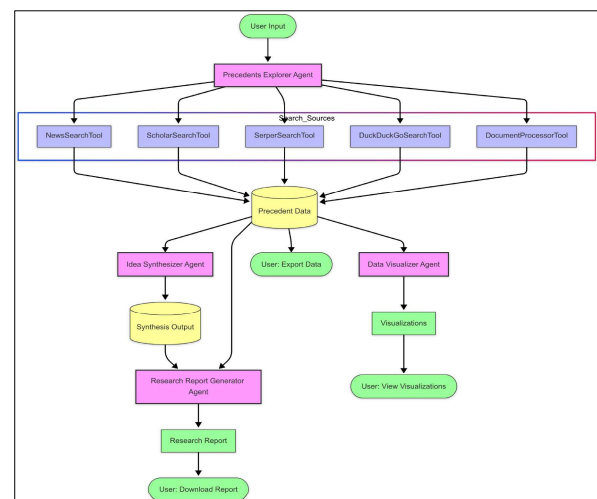 User Input
Precedents Explorer Agent
Search_Sources
NewsSearchTool
ScholarSearchTool
SerperSearchTool
DuckDuckGoSearchTool
DocumentProcessorTool
Precedent Data
Idea Synthesizer Agent
User: Export Data
Data Visualizer Agent
Synthesis Output
Visualizations
Research Report Generator
Agent
User: View Visualizations
Research Report
User: Download Report